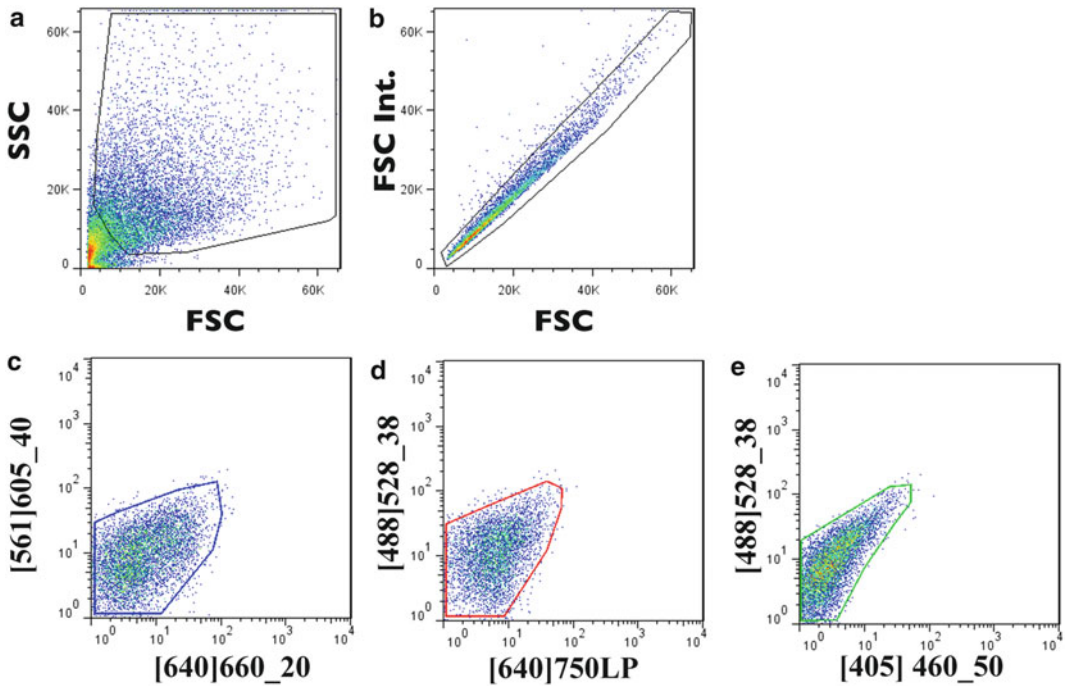 a
b
60K
40K
20K
0
SSC
0 20K 40K 60K
FSC
60K
40K
20K
0
FSC Int.
0 20K 40K 60K
FSC
c
d
e
10^4
10^3
10^2
10^1
10^0
[561]605_40
10^0 10^1 10^2 10^3 10^4
[640]660_20
10^4
10^3
10^2
10^1
10^0
[488]528_38
10^0 10^1 10^2 10^3 10^4
[640]750LP
10^4
10^3
10^2
10^1
10^0
[488]528_38
10^0 10^1 10^2 10^3 10^4
[405] 460_50